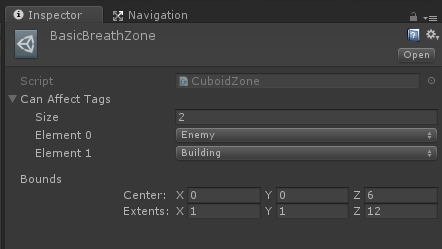 Inspector Navigation
BasicBreathZone
Open
Script CuboidZone
Can Affect Tags
Size 2
Element 0 Enemy
Element 1 Building
Bounds
Center: X 0 Y 0 Z 6
Extents: X 1 Y 1 Z 12